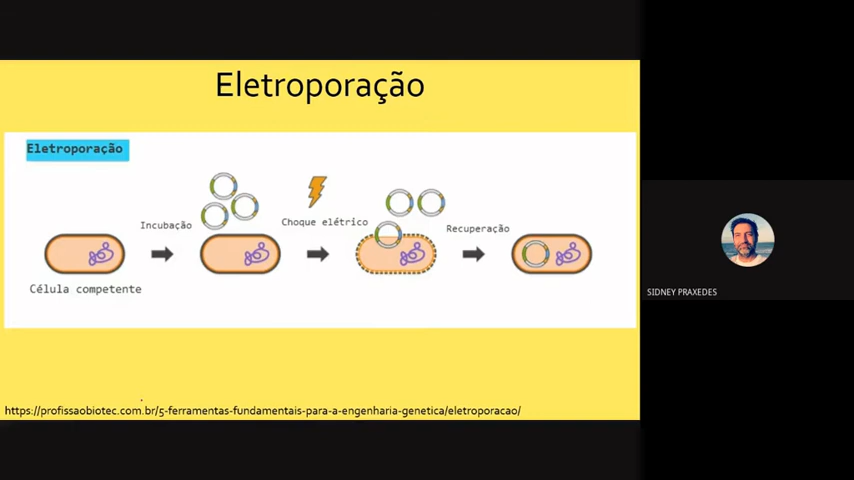 Eletroporação
Eletroporação
Incubação
Choque elétrico
Recuperação
Célula competente
https://profissaobiotec.com.br/5-ferramentas-fundamentais-para-a-engenharia-genetica/eletroporacao/
SIDNEY PRAXEDES